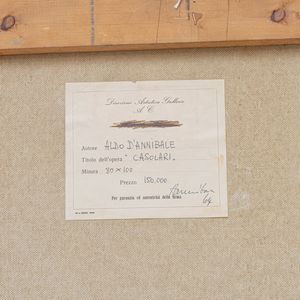 Direzione Artistica Galleria
A. C.
Autore ALDO D'ANNIBALE
Titolo dell'opera "CASOLARI"
Misura 80 x 100
Prezzo 150,000
Per garanzia ed autenticità della firma